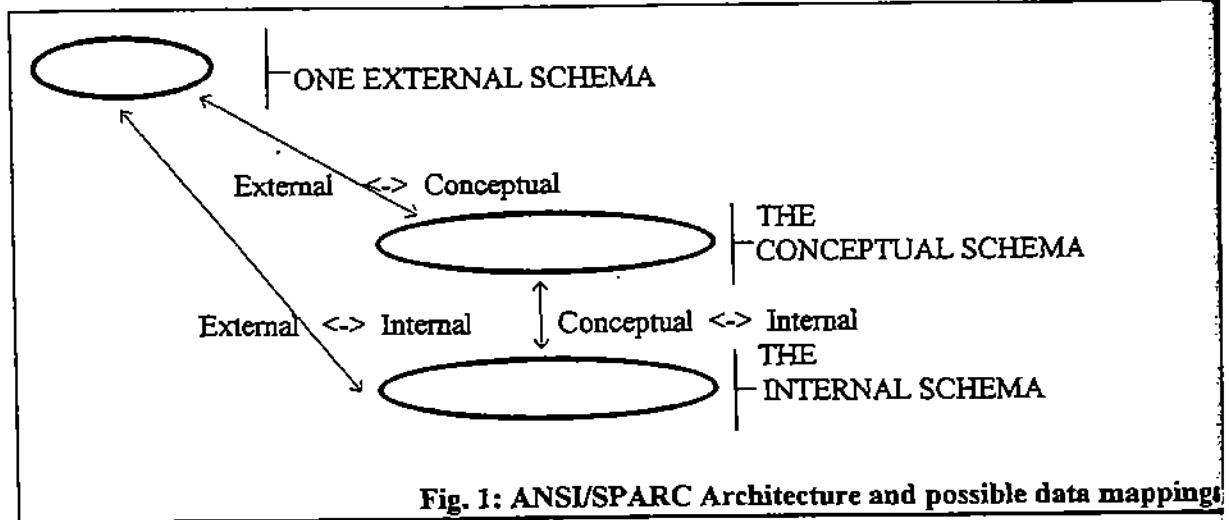 ONE EXTERNAL SCHEMA
External <-> Conceptual
THE
CONCEPTUAL SCHEMA
External <-> Internal
Conceptual <-> Internal
THE
INTERNAL SCHEMA
Fig. 1: ANSI/SPARC Architecture and possible data mappings